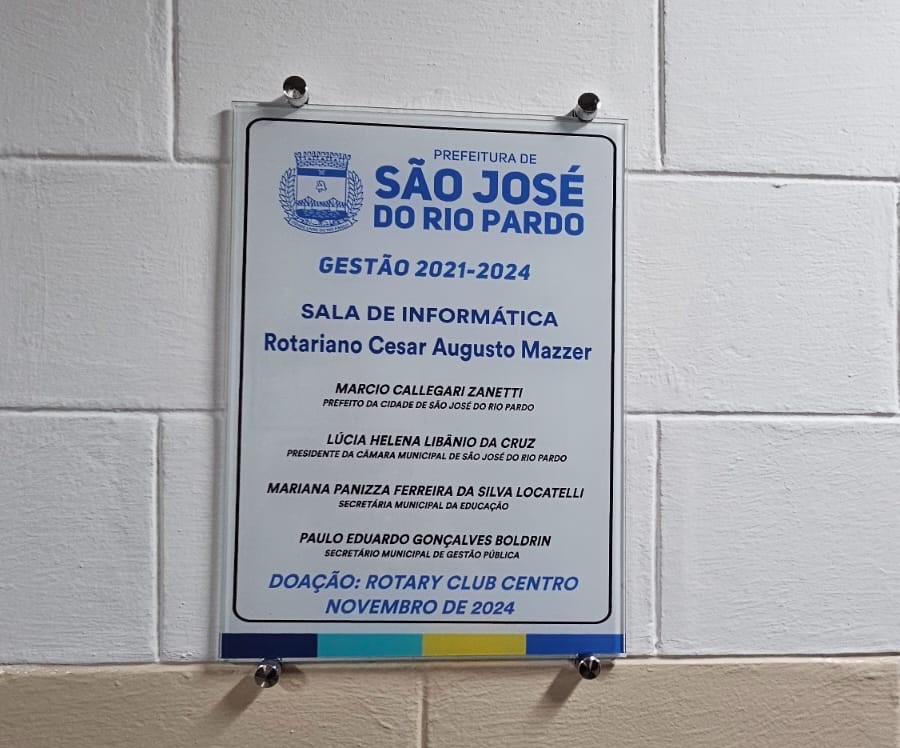 PREFEITURA DE
SÃO JOSÉ
DO RIO PARDO
GESTÃO 2021-2024
SALA DE INFORMÁTICA
Rotariano Cesar Augusto Mazzer
MARCIO CALLEGARI ZANETTI
PREFEITO DA CIDADE DE SÃO JOSÉ DO RIO PARDO
LÚCIA HELENA LIBÂNIO DA CRUZ
PRESIDENTE DA CÂMARA MUNICIPAL DE SÃO JOSÉ DO RIO PARDO
MARIANA PANIZZA FERREIRA DA SILVA LOCATELLI
SECRETÁRIA MUNICIPAL DA EDUCAÇÃO
PAULO EDUARDO GONÇALVES BOLDRIN
SECRETÁRIO MUNICIPAL DE GESTÃO PÚBLICA
DOAÇÃO: ROTARY CLUB CENTRO
NOVEMBRO DE 2024